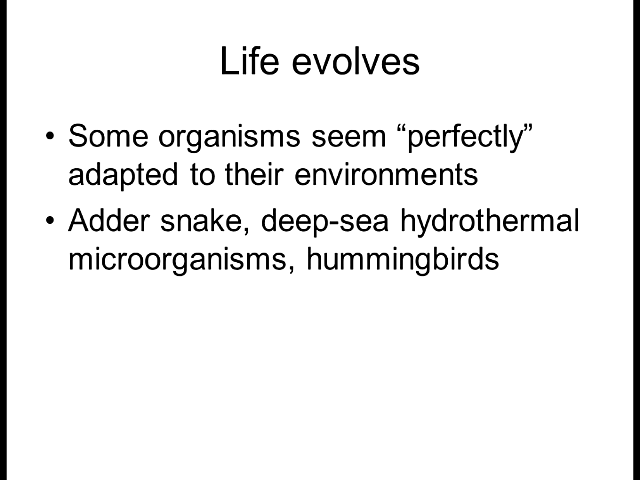 Life evolves
• Some organisms seem “perfectly”
adapted to their environments
• Adder snake, deep-sea hydrothermal
microorganisms, hummingbirds